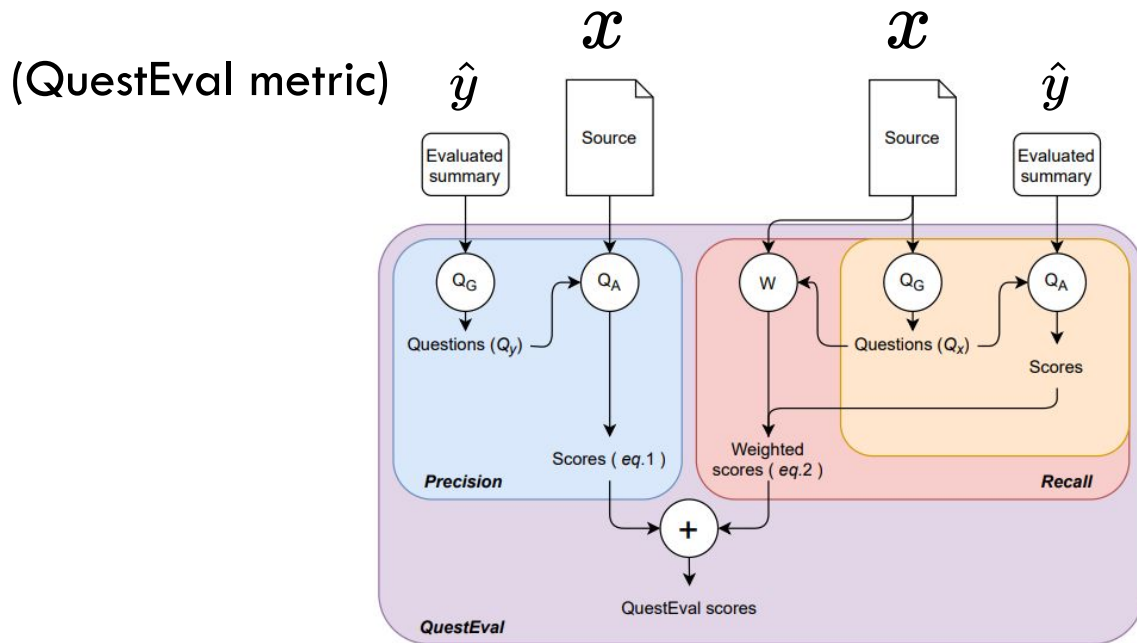 x x
(QuestEval metric) ŷ ŷ
Source Source
Evaluated
summary
Evaluated
summary
Q_G Q_A W Q_G Q_A
Questions (Q_y) Questions (Q_x)
Scores
Scores ( eq.1 )
Weighted
scores ( eq.2 )
Precision Recall
+
QuestEval scores
QuestEval